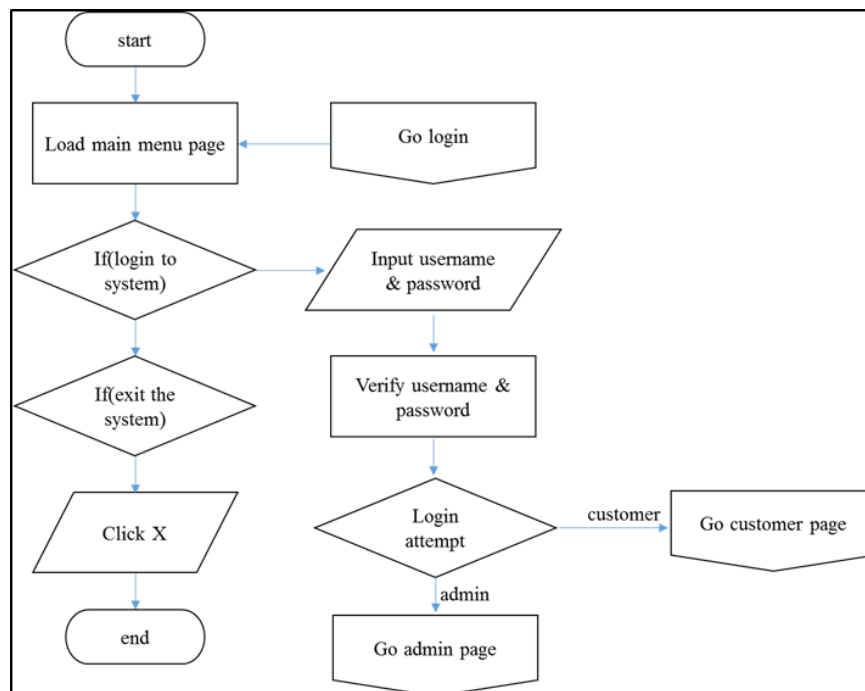 start
Load main menu page
Go login
If(login to
system)
Input username
& password
If(exit the
system)
Verify username &
password
Click X
Login
attempt
customer
Go customer page
admin
end
Go admin page